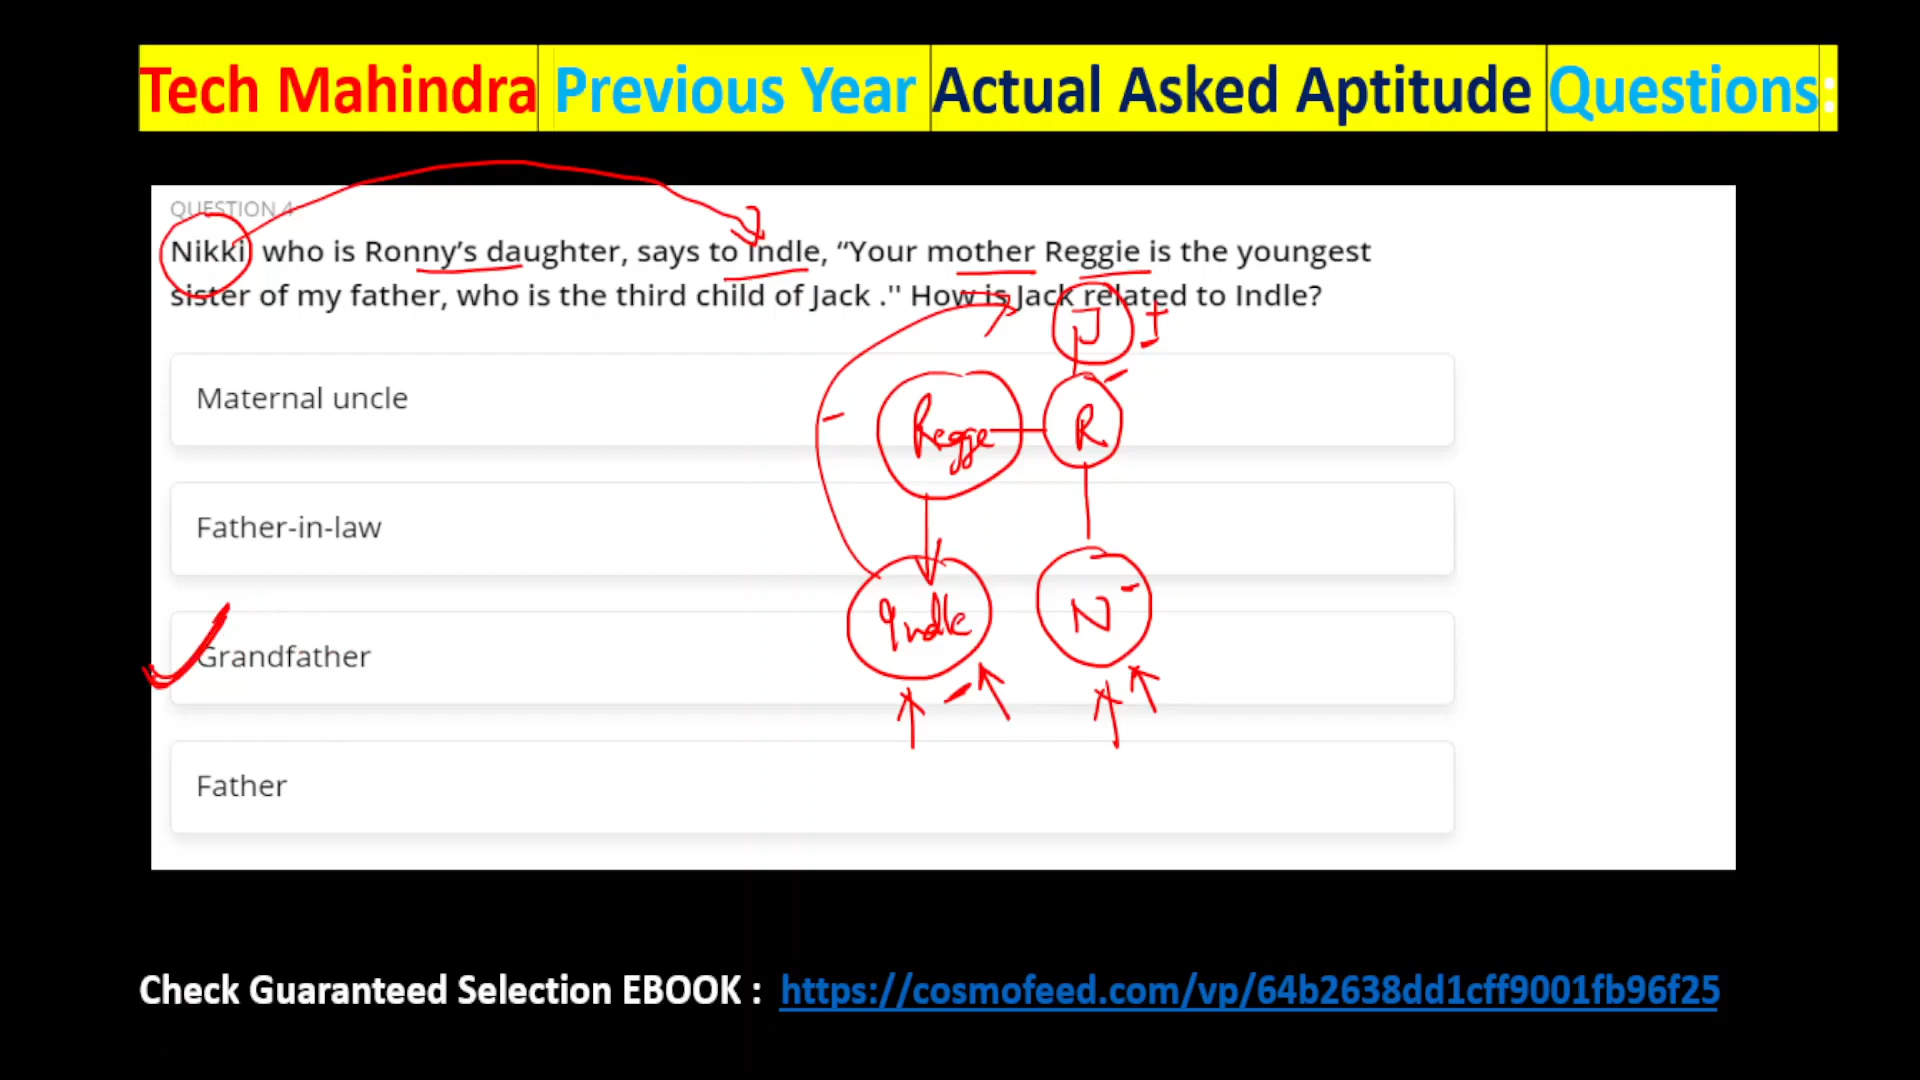 Tech Mahindra Previous Year Actual Asked Aptitude Questions:
QUESTION 4
Nikki, who is Ronny's daughter, says to Indle, “Your mother Reggie is the youngest
sister of my father, who is the third child of Jack ." How is Jack related to Indle?
J
Maternal uncle
Regge
R
Father-in-law
Indle
N
Grandfather
Father
Check Guaranteed Selection EBOOK : https://cosmofeed.com/vp/64b2638dd1cff9001fb96f25